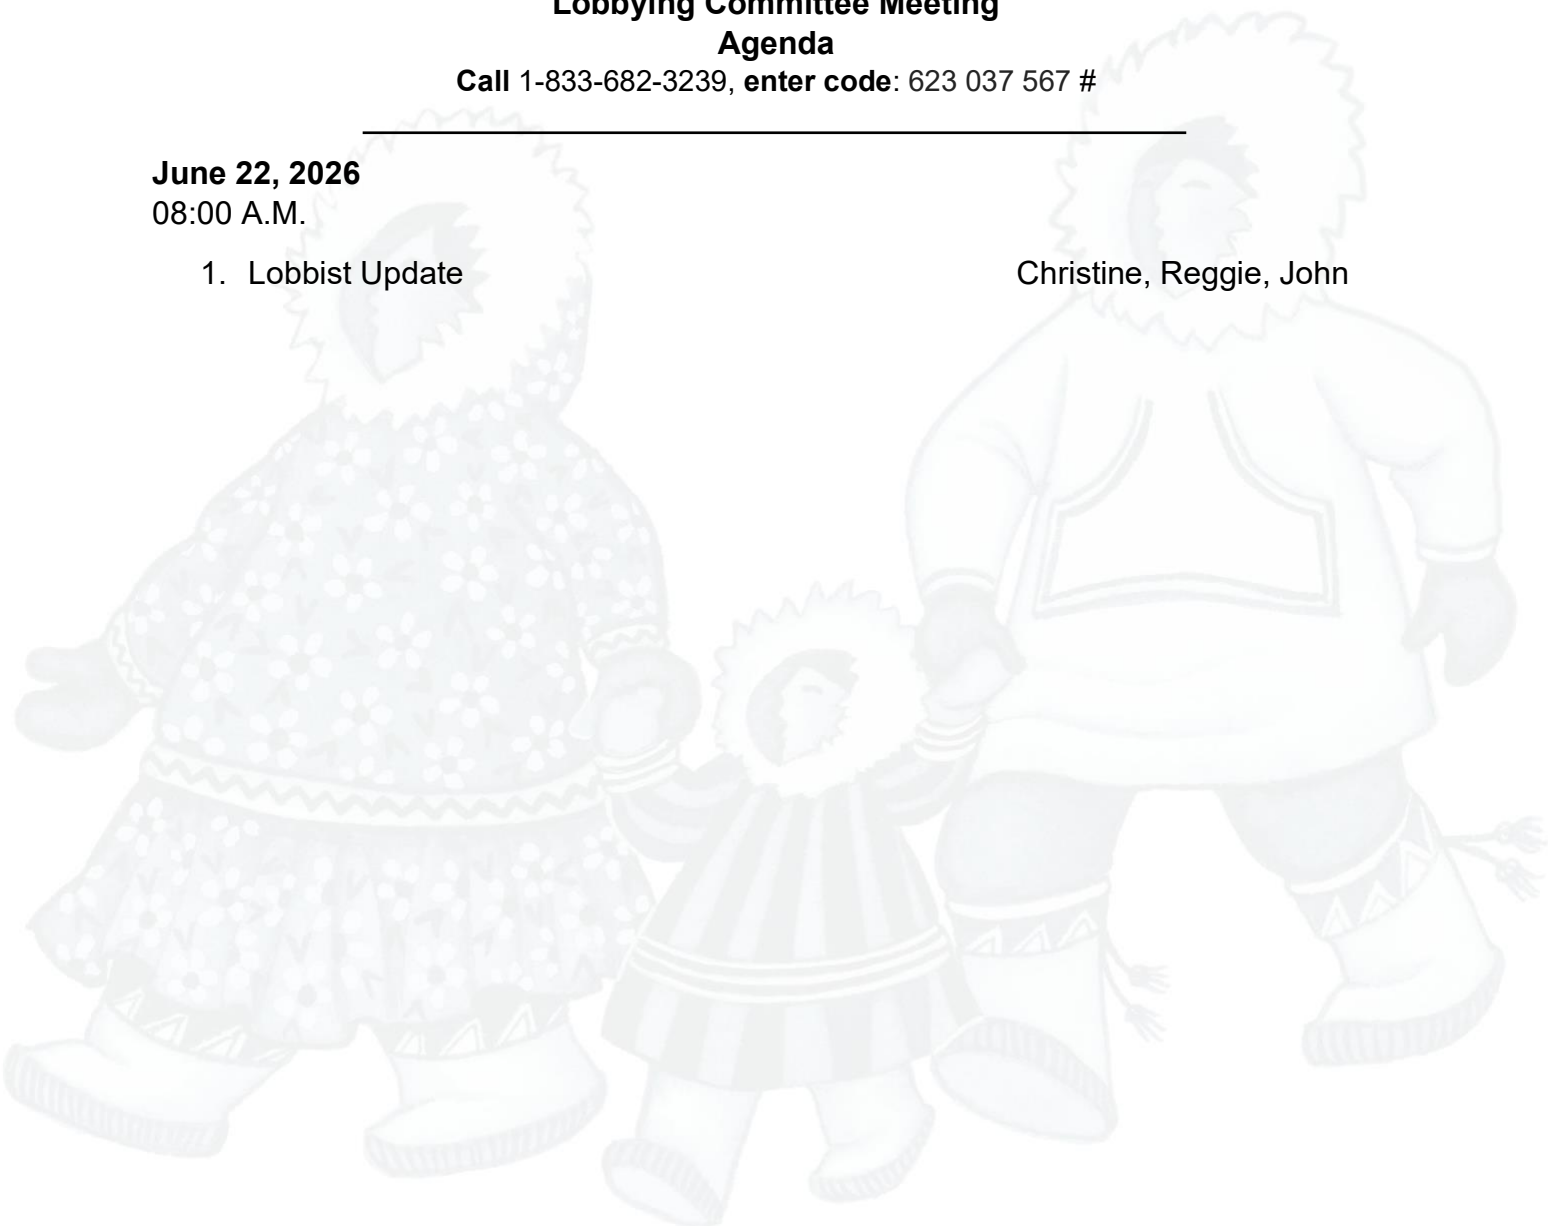 Lobbying Committee Meeting
Agenda
Call 1-833-682-3239, enter code: 623 037 567 #
June 22, 2026
08:00 A.M.
1. Lobbist Update Christine, Reggie, John